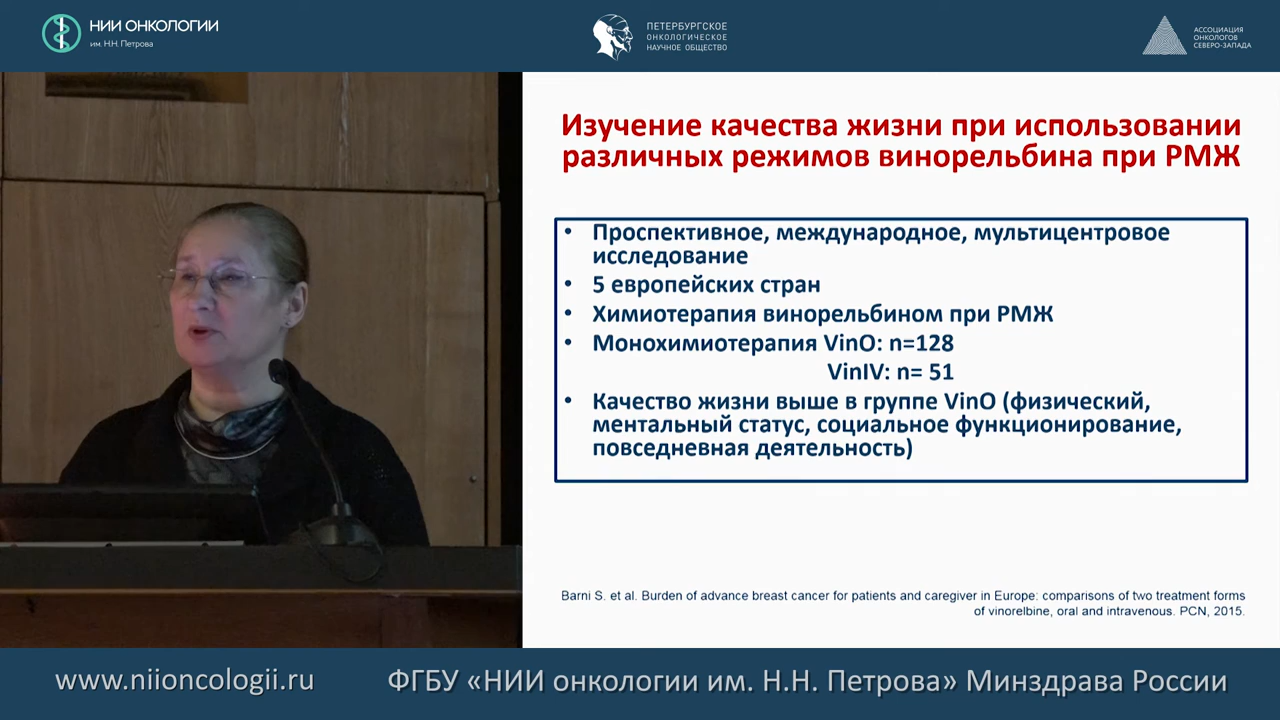 НИИ ОНКОЛОГИИ
им. Н.Н. Петрова
ПЕТЕРБУРГСКОЕ
ОНКОЛОГИЧЕСКОЕ
НАУЧНОЕ ОБЩЕСТВО
АССОЦИАЦИЯ
ОНКОЛОГОВ
СЕВЕРО-ЗАПАДА
Изучение качества жизни при использовании
различных режимов винорельбина при РМЖ
• Проспективное, международное, мультицентровое
исследование
• 5 европейских стран
• Химиотерапия винорельбином при РМЖ
• Монохимиотерапия VinO: n=128
VinIV: n= 51
• Качество жизни выше в группе VinO (физический,
ментальный статус, социальное функционирование,
повседневная деятельность)
Barni S. et al. Burden of advance breast cancer for patients and caregiver in Europe: comparisons of two treatment forms
of vinorelbine, oral and intravenous. PCN, 2015.
www.niioncologii.ru
ФГБУ «НИИ онкологии им. Н.Н. Петрова» Минздрава России